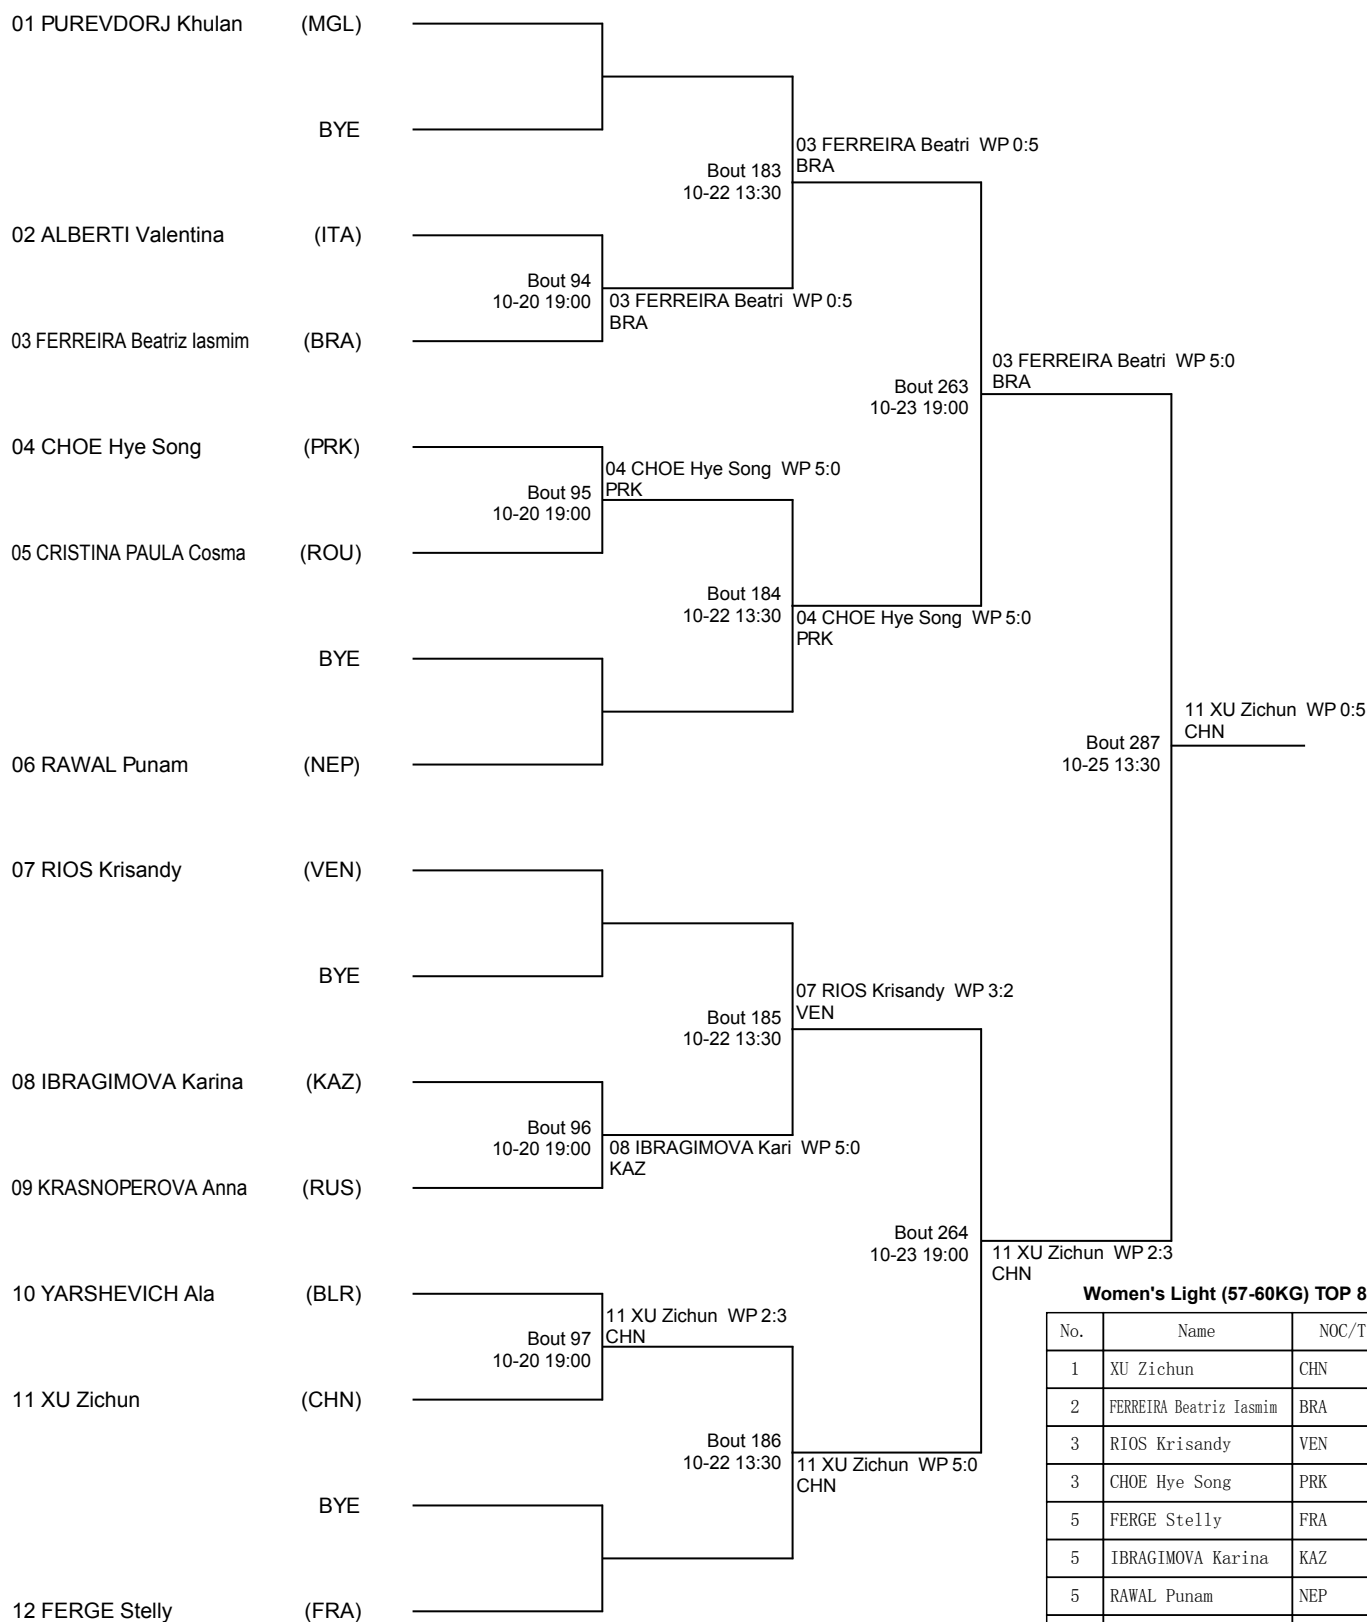 01 PUREVDORJ Khulan (MGL)
BYE
03 FERREIRA Beatri WP 0:5
BRA
Bout 183
10-22 13:30
02 ALBERTI Valentina (ITA)
Bout 94
10-20 19:00
03 FERREIRA Beatri WP 0:5
BRA
03 FERREIRA Beatriz Iasmim (BRA)
03 FERREIRA Beatri WP 5:0
BRA
Bout 263
10-23 19:00
04 CHOE Hye Song (PRK)
04 CHOE Hye Song WP 5:0
PRK
Bout 95
10-20 19:00
05 CRISTINA PAULA Cosma (ROU)
Bout 184
10-22 13:30
04 CHOE Hye Song WP 5:0
PRK
BYE
11 XU Zichun WP 0:5
CHN
Bout 287
10-25 13:30
06 RAWAL Punam (NEP)
07 RIOS Krisandy (VEN)
BYE
07 RIOS Krisandy WP 3:2
VEN
Bout 185
10-22 13:30
08 IBRAGIMOVA Karina (KAZ)
Bout 96
10-20 19:00
08 IBRAGIMOVA Kari WP 5:0
KAZ
09 KRASNOPEROVA Anna (RUS)
Bout 264
10-23 19:00
11 XU Zichun WP 2:3
CHN
10 YARSHEVICH Ala (BLR)
11 XU Zichun WP 2:3
CHN
Bout 97
10-20 19:00
11 XU Zichun (CHN)
Bout 186
10-22 13:30
11 XU Zichun WP 5:0
CHN
BYE
12 FERGE Stelly (FRA)
Women's Light (57-60KG) TOP 8
No. Name NOC/T
1 XU Zichun CHN
2 FERREIRA Beatriz Iasmim BRA
3 RIOS Krisandy VEN
3 CHOE Hye Song PRK
5 FERGE Stelly FRA
5 IBRAGIMOVA Karina KAZ
5 RAWAL Punam NEP